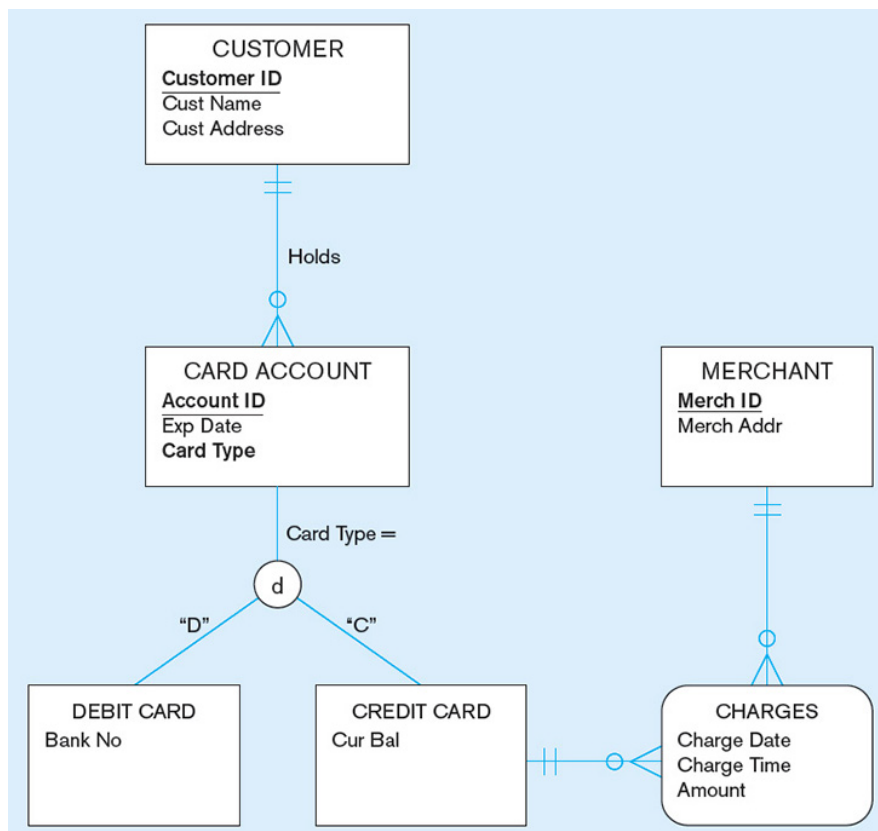 CUSTOMER
Customer ID
Cust Name
Cust Address
Holds
CARD ACCOUNT
Account ID
Exp Date
Card Type
MERCHANT
Merch ID
Merch Addr
Card Type =
d
“D”
“C”
DEBIT CARD
Bank No
CREDIT CARD
Cur Bal
CHARGES
Charge Date
Charge Time
Amount